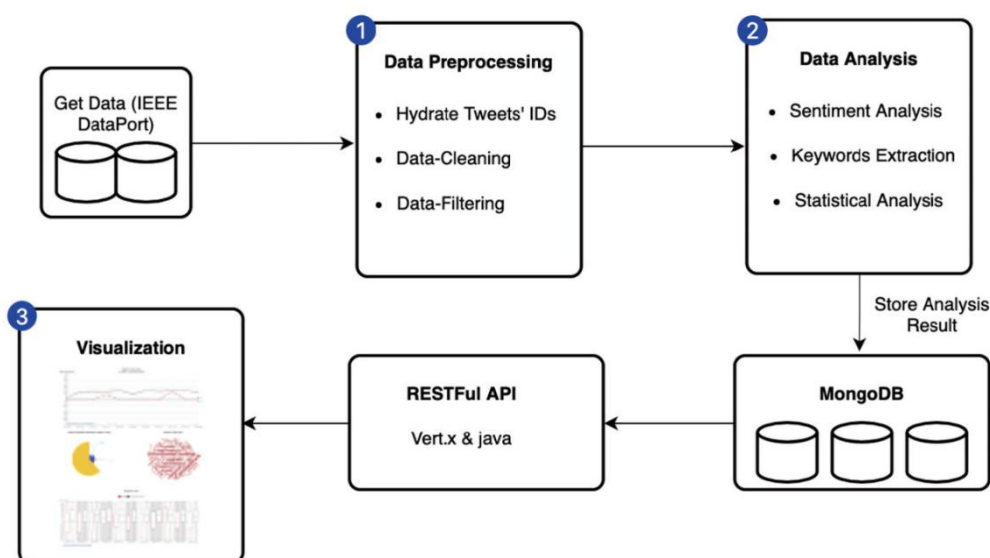 Get Data (IEEE
DataPort)
1
Data Preprocessing
• Hydrate Tweets' IDs
• Data-Cleaning
• Data-Filtering
2
Data Analysis
• Sentiment Analysis
• Keywords Extraction
• Statistical Analysis
Store Analysis
Result
3
Visualization
RESTFul API
Vert.x & java
MongoDB